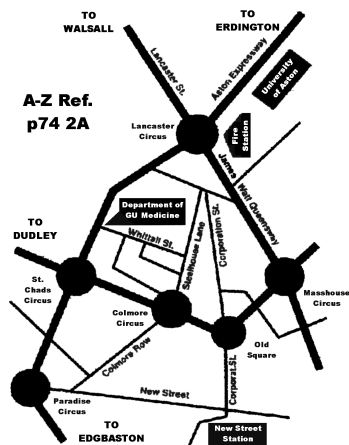 TO
WALSALL
TO
ERDINGTON
Lancaster St.
Aston Expressway
University
of Aston
A-Z Ref.
p74 2A
Lancaster
Circus
Fire
Station
James Watt Queensway
Department of
GU Medicine
TO
DUDLEY
Whittall St.
Steelhouse Lane
Corporation St.
St.
Chads
Circus
Colmore
Circus
Masshouse
Circus
Old
Square
Colmore Row
Corporat.St.
New Street
Paradise
Circus
TO
EDGBASTON
New Street
Station